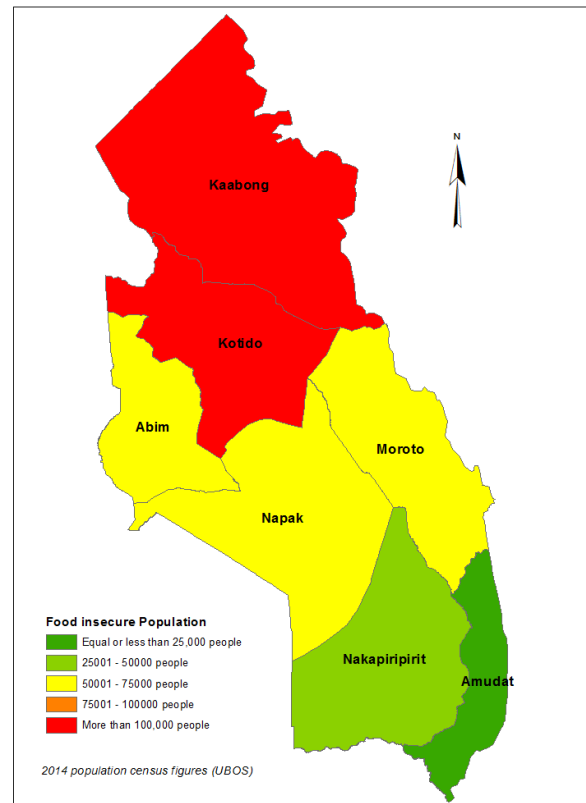 N
Kaabong
Kotido
Abim
Moroto
Napak
Nakapiripirit
Amudat
Food insecure Population
Equal or less than 25,000 people
25001 - 50000 people
50001 - 75000 people
75001 - 100000 people
More than 100,000 people
2014 population census figures (UBOS)